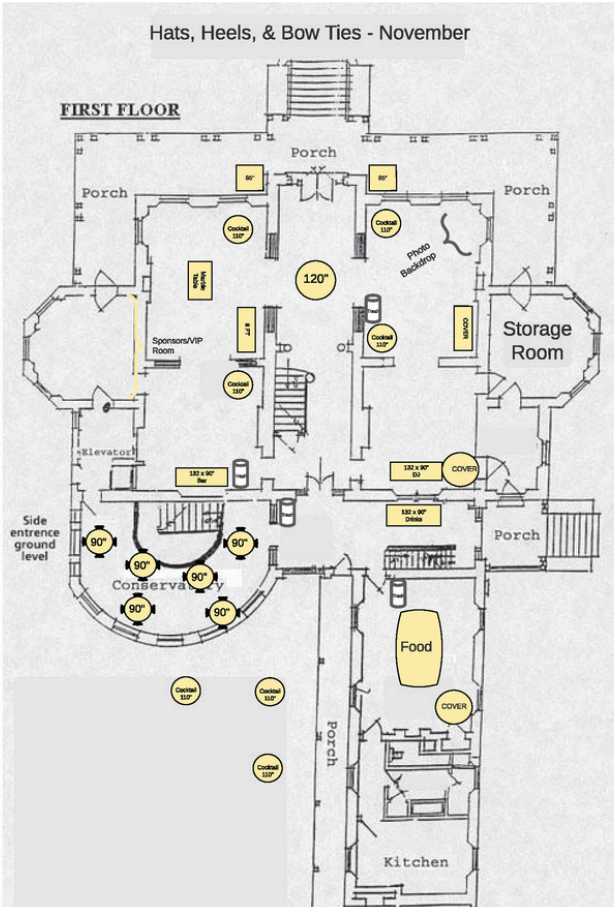 Hats, Heels, & Bow Ties - November
FIRST FLOOR
Porch
Porch
Porch
Cocktail
110"
Cocktail
110"
Photo
Backdrop
120"
Table
8 FT
COVER
Cocktail
110"
Storage
Room
Sponsors/VIP
Room
Cocktail
110"
Elevator
132 x 90"
Bar
132 x 90"
DJ
COVER
132 x 90"
Drinks
Side
entrence
ground
level
Porch
90"
90"
90"
90"
90"
90"
Conservatory
Food
COVER
Cocktail
110"
Cocktail
110"
Cocktail
110"
Porch
Kitchen